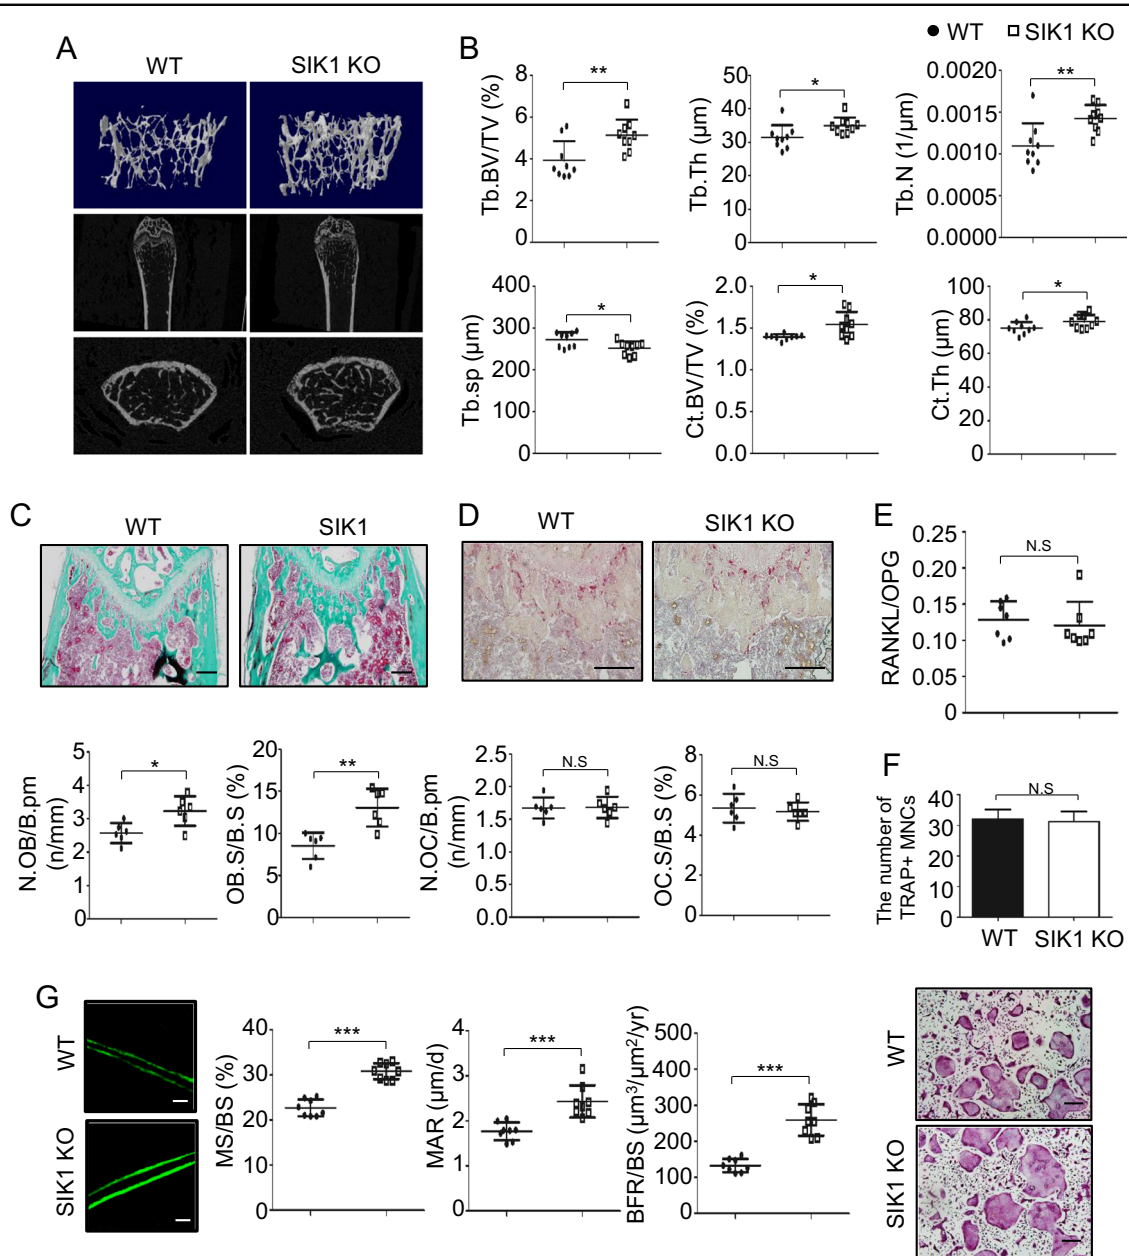 ● WT □ SIK1 KO
A
WT
SIK1 KO
B
Tb.BV/TV (%)
8
6
4
2
0
**
Tb.Th (μm)
50
40
30
20
10
0
*
Tb.N (1/μm)
0.0020
0.0015
0.0010
0.0005
0.0000
**
Tb.sp (μm)
400
300
200
100
0
*
Ct.BV/TV (%)
2.0
1.5
1.0
0.5
0.0
*
Ct.Th (μm)
100
80
60
40
20
0
*
C
WT
SIK1
N.OB/B.pm
(n/mm)
5
4
3
2
1
0
*
OB.S/B.S (%)
20
15
10
5
0
**
D
WT
SIK1 KO
N.OC/B.pm
(n/mm)
2.5
2.0
1.5
1.0
0.5
0.0
N.S
OC.S/B.S (%)
8
6
4
2
0
N.S
E
RANKL/OPG
0.25
0.20
0.15
0.10
0.05
0
N.S
F
The number of
TRAP+ MNCs
40
30
20
10
0
N.S
WT
SIK1 KO
WT
SIK1 KO
G
WT
SIK1 KO
MS/BS (%)
40
30
20
10
0
***
MAR (μm/d)
4
3
2
1
0
***
BFR/BS (μm³/μm²/yr)
500
400
300
200
100
0
***